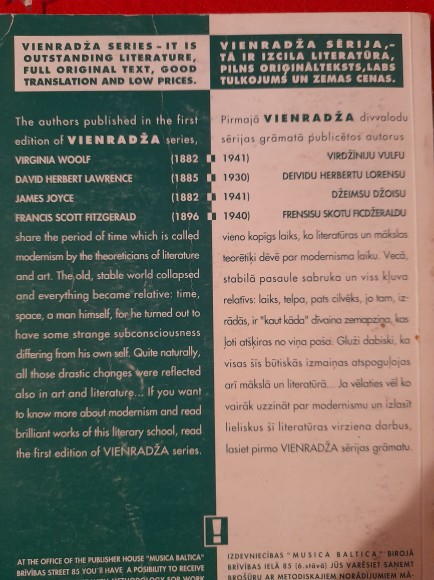 VIENRADŽA SERIES – IT IS
OUTSTANDING LITERATURE,
FULL ORIGINAL TEXT, GOOD
TRANSLATION AND LOW PRICES.
The authors published in the first
edition of VIENRADŽA series,
VIRGINIA WOOLF (1882
DAVID HERBERT LAWRENCE (1885
JAMES JOYCE (1882
FRANCIS SCOTT FITZGERALD (1896
share the period of time which is called
modernism by the theoreticians of literature
and art. The old, stable world collapsed
and everything became relative: time,
space, a man himself, for he turned out to
have some strange subconsciousness
differing from his own self. Quite naturally,
all those drastic changes were reflected
also in art and literature... If you want
to know more about modernism and read
brilliant works of this literary school, read
the first edition of VIENRADŽA series.
AT THE OFFICE OF THE PUBLISHER HOUSE "MUSICA BALTICA"
BRĪVĪBAS STREET 85 YOU'LL HAVE A POSIBILITY TO RECEIVE
METHODOLOGY FOR WORK
VIENRADŽA SĒRIJA,–
TĀ IR IZCILA LITERATŪRA,
PILNS ORIĢINĀLTEKSTS, LABS
TULKOJUMS UN ZEMAS CENAS.
Pirmajā VIENRADŽA divvalodu
sērijas grāmatā publicētos autorus
1941) VIRDŽĪNIJU VULFU
1930) DEIVIDU HERBERTU LORENSU
1941) DŽEIMSU DŽOISU
1940) FRENSISU SKOTU FICDŽERALDU
vieno kopīgs laiks, ko literatūras un mākslas
teorētiķi dēvē par modernisma laiku. Vecā,
stabilā pasaule sabruka un viss kļuva
relatīvs: laiks, telpa, pats cilvēks, jo tam, iz-
rādās, ir "kaut kāda" dīvaina zemapziņa, kas
ļoti atšķiras no viņa paša. Gluži dabiski, ka
visas šīs būtiskās izmaiņas atspoguļojas
arī mākslā un literatūrā... Ja vēlaties vēl ko
vairāk uzzināt par modernismu un izlasīt
lieliskus šī literatūras virziena darbus,
lasiet pirmo VIENRADŽA sērijas grāmatu.
IZDEVNIECĪBAS "MUSICA BALTICA" BIROJĀ
BRĪVĪBAS IELĀ 85 (6.stāvā) JŪS VARĒSIET SAŅEMT
BROŠŪRU AR METODISKAJIEM NORĀDĪJUMIEM MĀ-